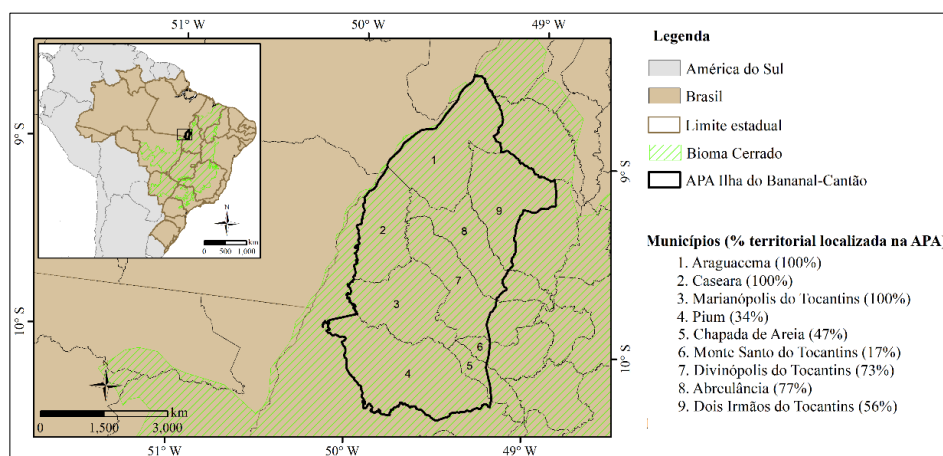 51° W
50° W
49° W
9° S
10° S
9° S
10° S
N
km
0 500 1,000
1
2
3
4
5
6
7
8
9
km
0 1,500 3,000
51° W
50° W
49° W
Legenda
América do Sul
Brasil
Limite estadual
Bioma Cerrado
APA Ilha do Bananal-Cantão
Municípios (% territorial localizada na APA)
1. Araguacema (100%)
2. Caseara (100%)
3. Marianópolis do Tocantins (100%)
4. Pium (34%)
5. Chapada de Areia (47%)
6. Monte Santo do Tocantins (17%)
7. Divinópolis do Tocantins (73%)
8. Abreulância (77%)
9. Dois Irmãos do Tocantins (56%)